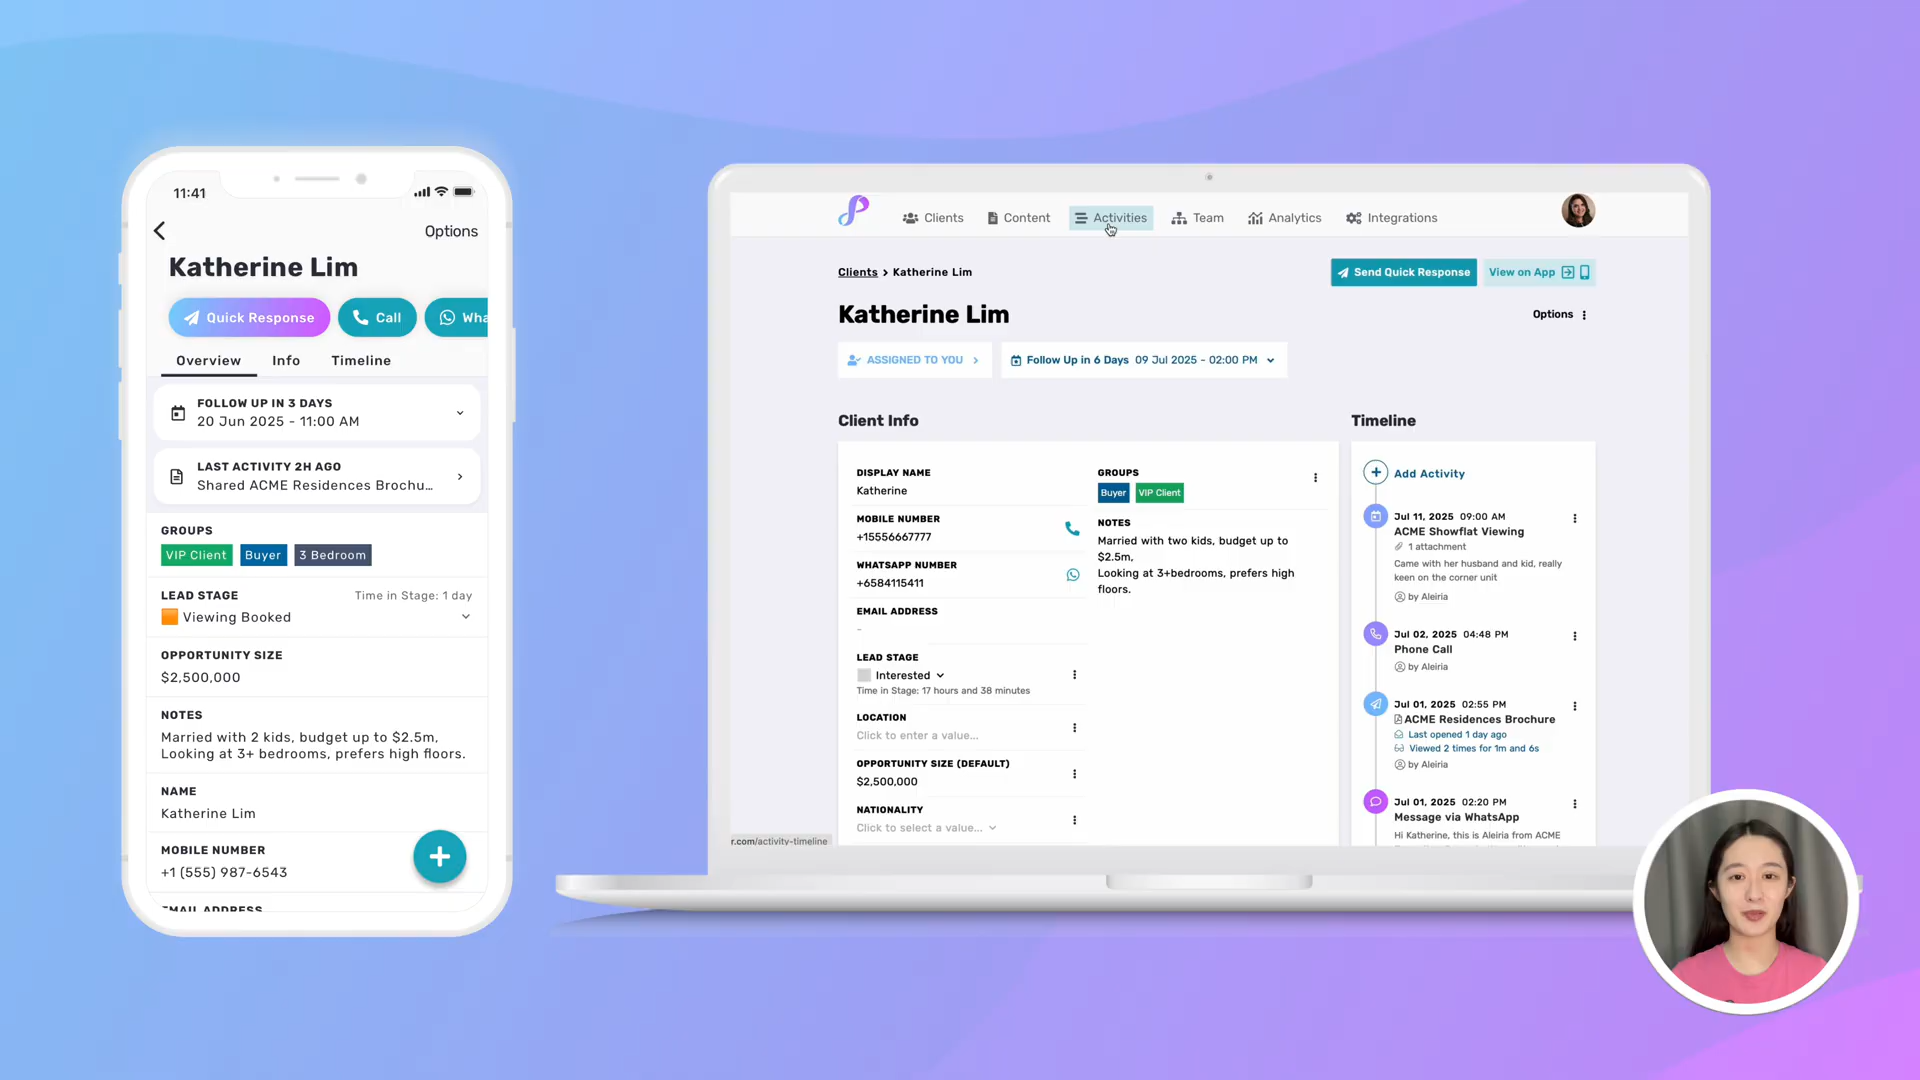 11:41
Options
Katherine Lim
Quick Response
Call
Wha
Overview
Info
Timeline
FOLLOW UP IN 3 DAYS
20 Jun 2025 - 11:00 AM
LAST ACTIVITY 2H AGO
Shared ACME Residences Brochu...
GROUPS
VIP Client
Buyer
3 Bedroom
LEAD STAGE
Time in Stage: 1 day
Viewing Booked
OPPORTUNITY SIZE
$2,500,000
NOTES
Married with 2 kids, budget up to $2.5m,
Looking at 3+ bedrooms, prefers high floors.
NAME
Katherine Lim
MOBILE NUMBER
+1 (555) 987-6543
EMAIL ADDRESS
Clients
Content
Activities
Team
Analytics
Integrations
Clients > Katherine Lim
Send Quick Response
View on App
Katherine Lim
Options
ASSIGNED TO YOU
Follow Up in 6 Days 09 Jul 2025 - 02:00 PM
Client Info
DISPLAY NAME
Katherine
MOBILE NUMBER
+15556667777
WHATSAPP NUMBER
+6584115411
EMAIL ADDRESS
-
LEAD STAGE
Interested
Time in Stage: 17 hours and 38 minutes
LOCATION
Click to enter a value...
OPPORTUNITY SIZE (DEFAULT)
$2,500,000
NATIONALITY
Click to select a value...
GROUPS
Buyer
VIP Client
NOTES
Married with two kids, budget up to
$2.5m,
Looking at 3+bedrooms, prefers high
floors.
Timeline
Add Activity
Jul 11, 2025 09:00 AM
ACME Showflat Viewing
1 attachment
Came with her husband and kid, really
keen on the corner unit
by Aleiria
Jul 02, 2025 04:48 PM
Phone Call
by Aleiria
Jul 01, 2025 02:55 PM
ACME Residences Brochure
Last opened 1 day ago
Viewed 2 times for 1m and 6s
by Aleiria
Jul 01, 2025 02:20 PM
Message via WhatsApp
Hi Katherine, this is Aleiria from ACME
r.com/activity-timeline